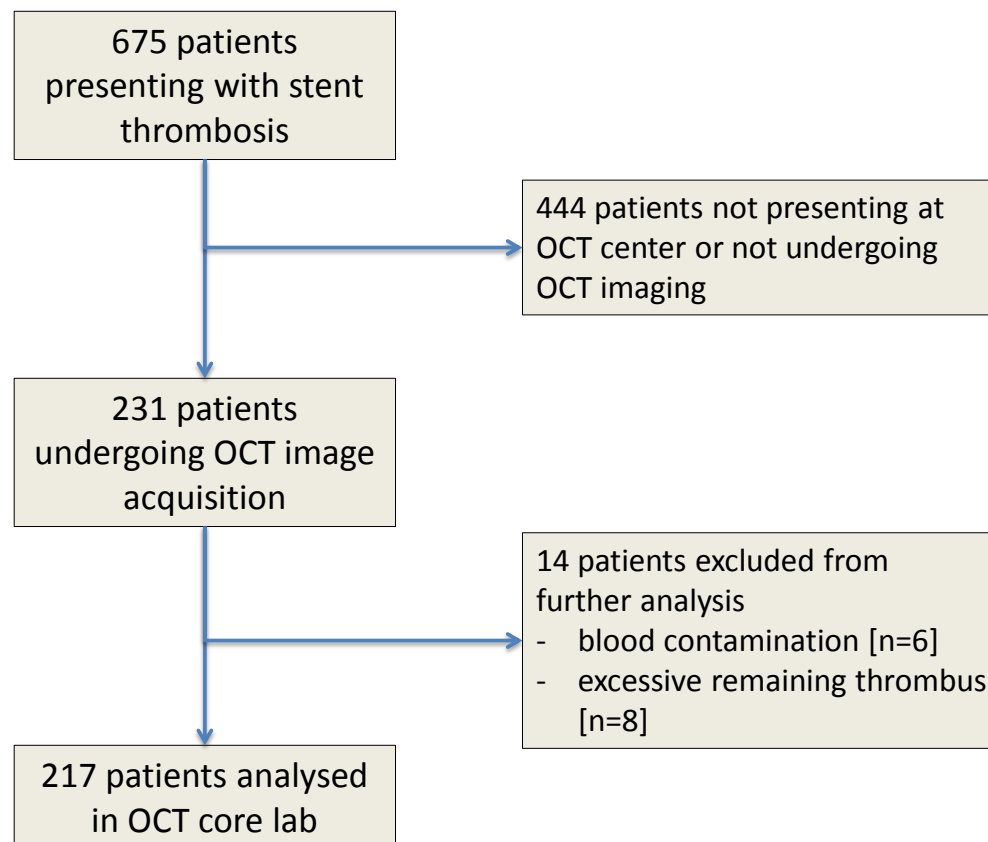 675 patients
presenting with stent
thrombosis
444 patients not presenting at
OCT center or not undergoing
OCT imaging
231 patients
undergoing OCT image
acquisition
14 patients excluded from
further analysis
- blood contamination [n=6]
- excessive remaining thrombus
[n=8]
217 patients analysed
in OCT core lab